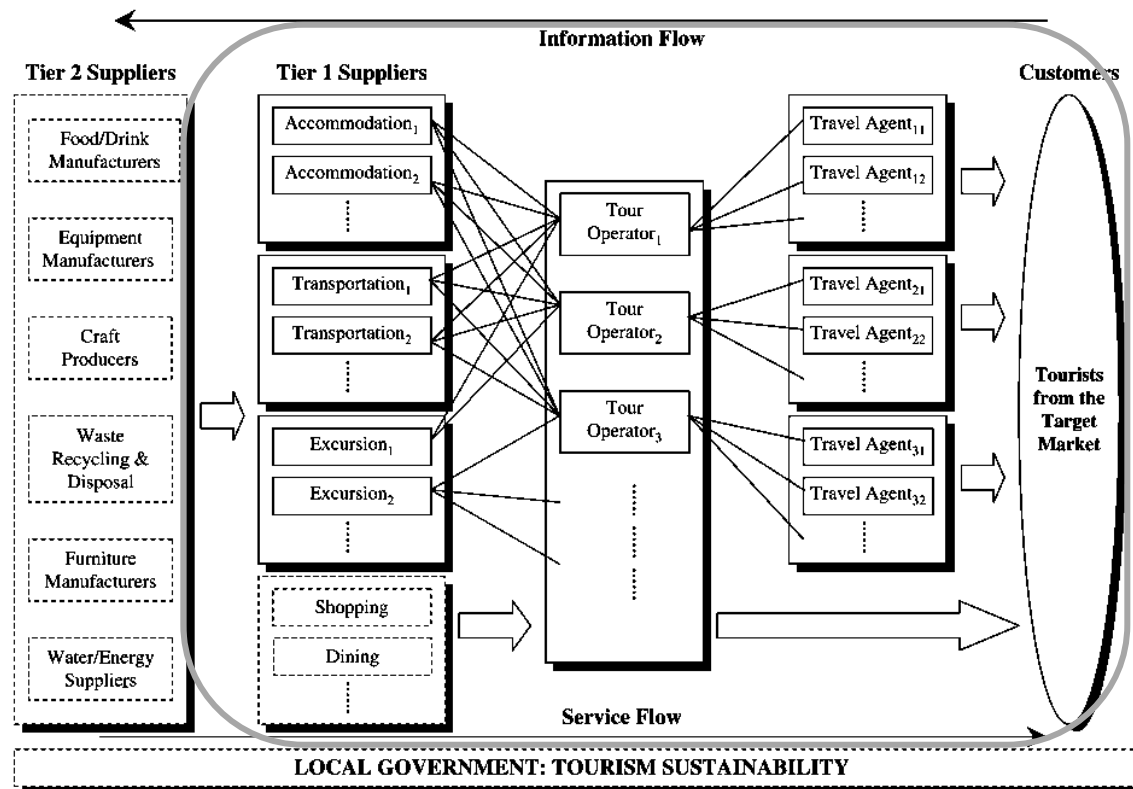 Information Flow
Tier 2 Suppliers
Food/Drink
Manufacturers
Equipment
Manufacturers
Craft
Producers
Waste
Recycling &
Disposal
Furniture
Manufacturers
Water/Energy
Suppliers
Tier 1 Suppliers
Accommodation1
Accommodation2
Transportation1
Transportation2
Excursion1
Excursion2
Shopping
Dining
Tour
Operator1
Tour
Operator2
Tour
Operator3
Travel Agent11
Travel Agent12
Travel Agent21
Travel Agent22
Travel Agent31
Travel Agent32
Customers
Tourists
from the
Target
Market
Service Flow
LOCAL GOVERNMENT: TOURISM SUSTAINABILITY